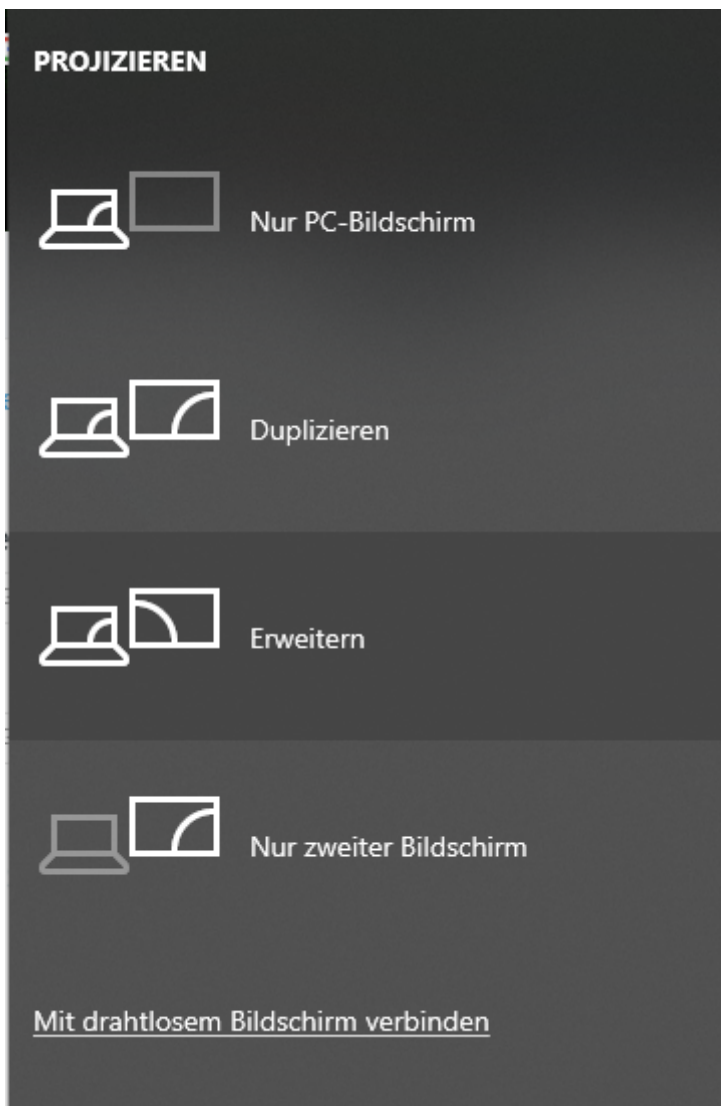 PROJIZIEREN
Nur PC-Bildschirm
Duplizieren
Erweitern
Nur zweiter Bildschirm
Mit drahtlosem Bildschirm verbinden